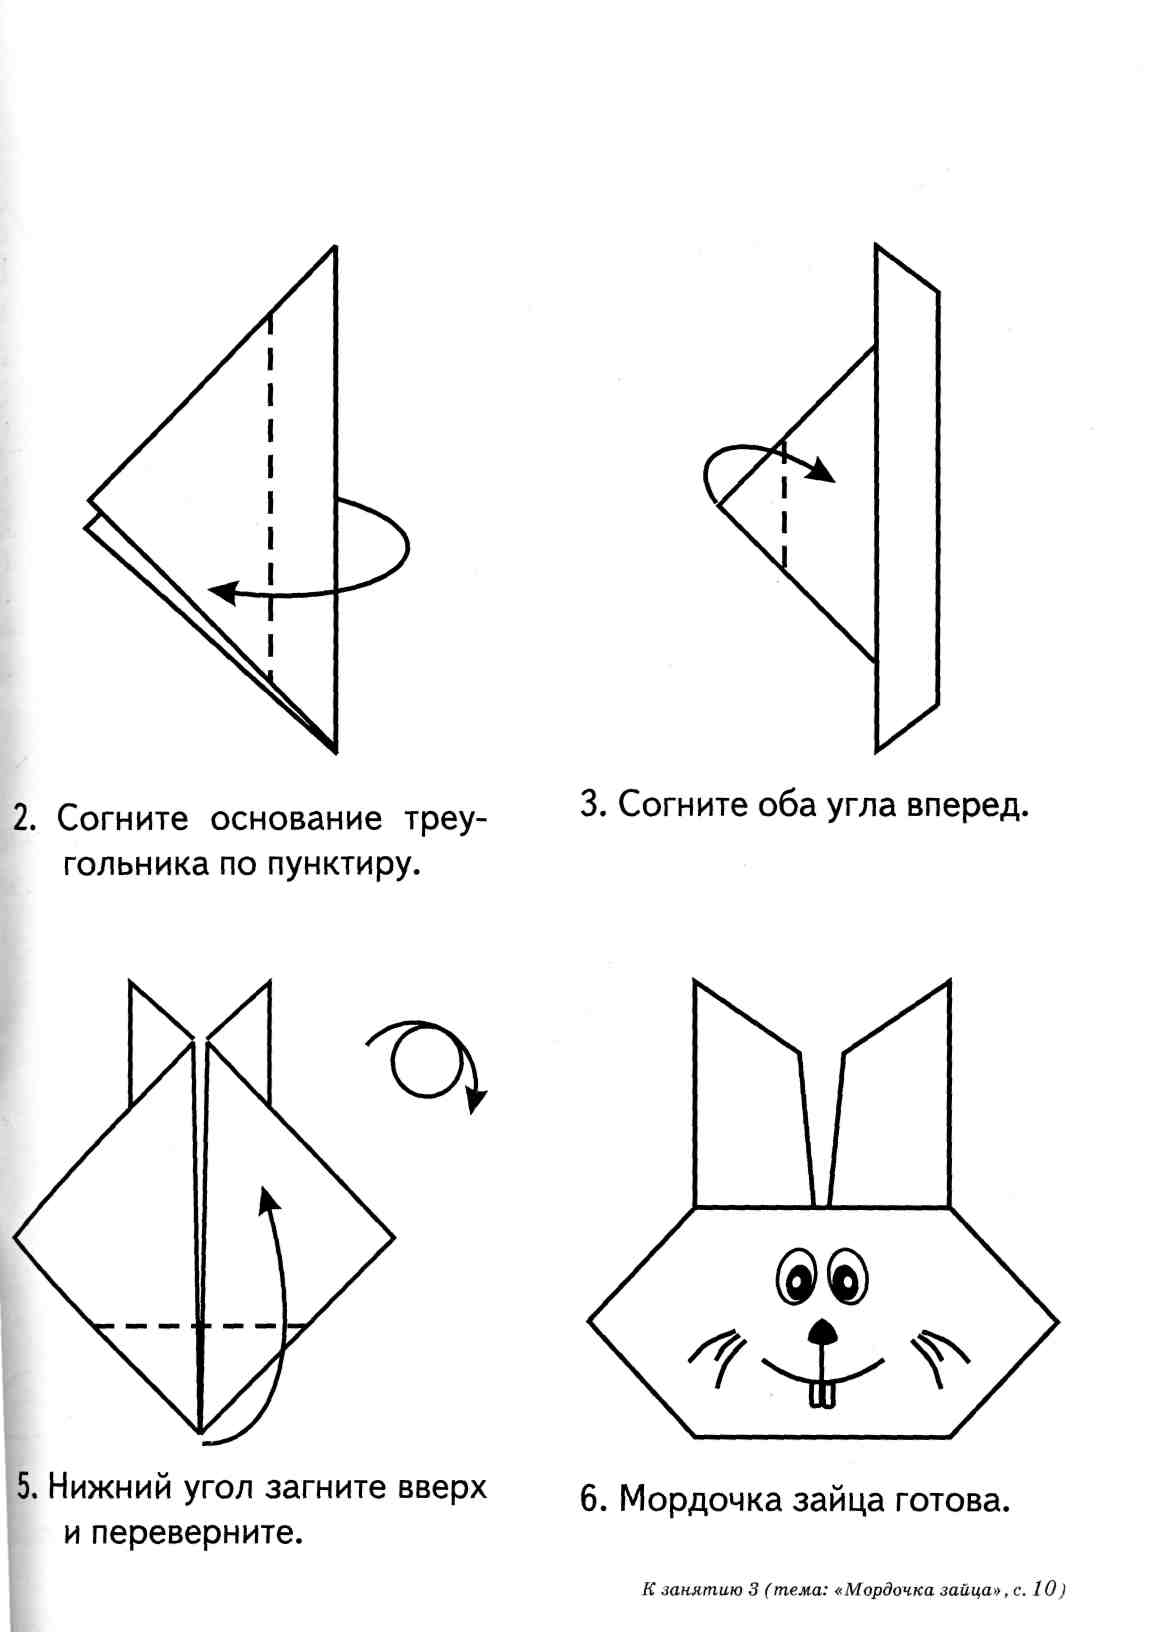 2. Согните основание треу-
гольника по пунктиру.
3. Согните оба угла вперед.
5. Нижний угол загните вверх
и переверните.
6. Мордочка зайца готова.
К занятию 3 (тема: «Мордочка зайца», с. 10)